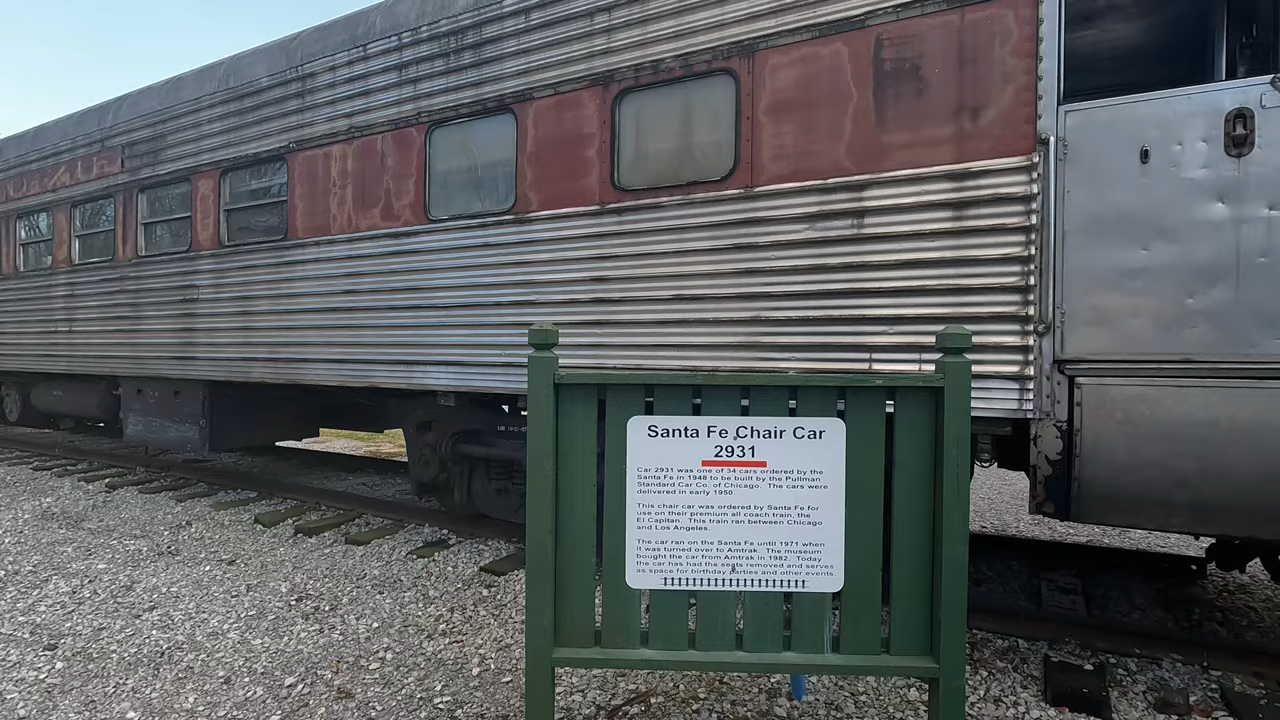 Santa Fe Chair Car
2931
Car 2931 was one of 34 cars ordered by the
Santa Fe in 1948 to be built by the Pullman
Standard Car Co. of Chicago. The cars were
delivered in early 1950.
This chair car was ordered by Santa Fe for
use on their premium all coach train, the
El Capitan. This train ran between Chicago
and Los Angeles.
The car ran on the Santa Fe until 1971 when
it was turned over to Amtrak. The museum
bought the car from Amtrak in 1982. Today
the car has had the seats removed and serves
as space for birthday parties and other events.